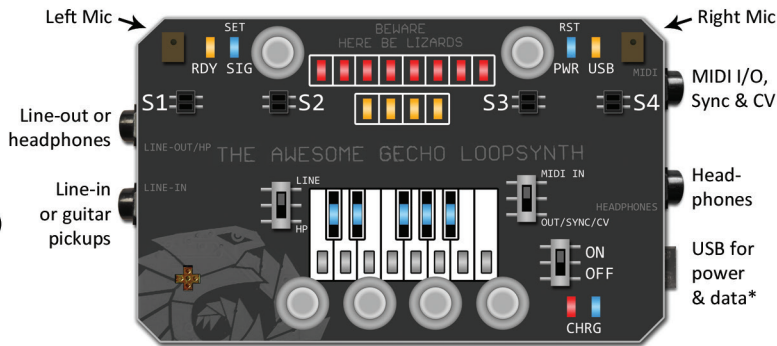 Left Mic
SET
BEWARE
HERE BE LIZARDS
RST
Right Mic
RDY SIG
PWR USB
MIDI
MIDI I/O,
Sync & CV
S1
S2
S3
S4
Line-out or
headphones
LINE-OUT/HP
THE AWESOME GECHO LOOPSYNTH
Line-in
or guitar
pickups
LINE-IN
LINE
HP
MIDI IN
OUT/SYNC/CV
HEADPHONES
Head-
phones
)
ON
OFF
USB for
power
& data*
CHRG